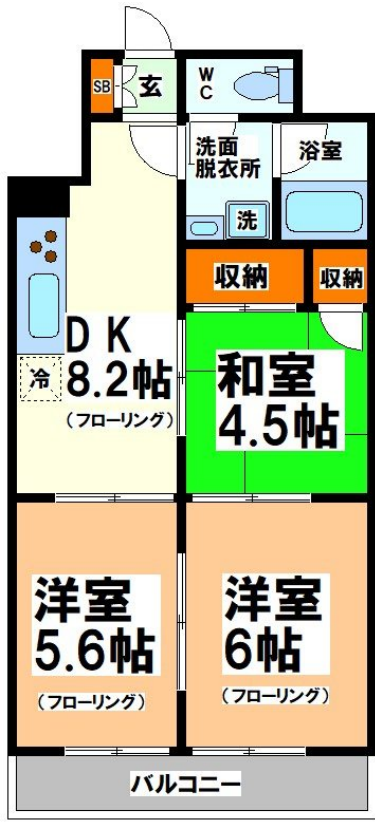 SB
玄
W
C
洗面
脱衣所
浴室
洗
収納
収納
DK
8.2帖
(フローリング)
冷
和室
4.5帖
洋室
5.6帖
(フローリング)
洋室
6帖
(フローリング)
バルコニー